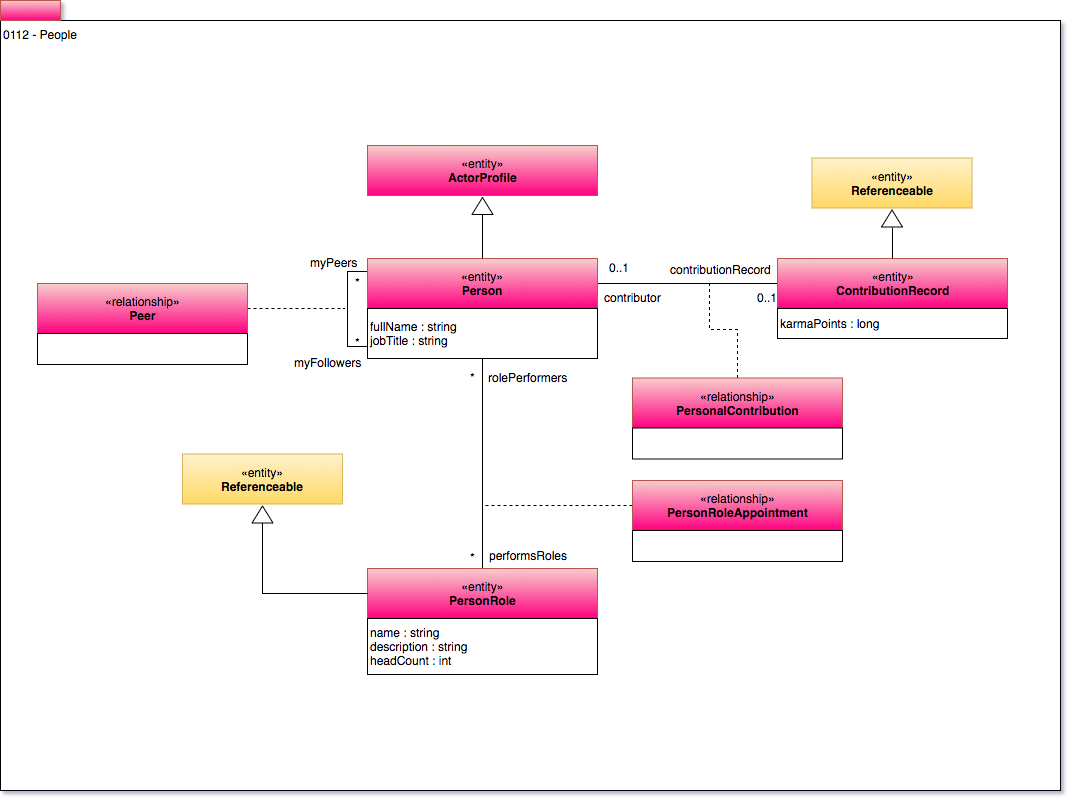 0112 - People
«entity»
ActorProfile
«entity»
Referenceable
myPeers
*
«entity»
Person
0..1
contributionRecord
«entity»
ContributionRecord
«relationship»
Peer
contributor
0..1
fullName : string
jobTitle : string
karmaPoints : long
*
myFollowers
*
rolePerformers
«relationship»
PersonalContribution
«entity»
Referenceable
«relationship»
PersonRoleAppointment
*
performsRoles
«entity»
PersonRole
name : string
description : string
headCount : int